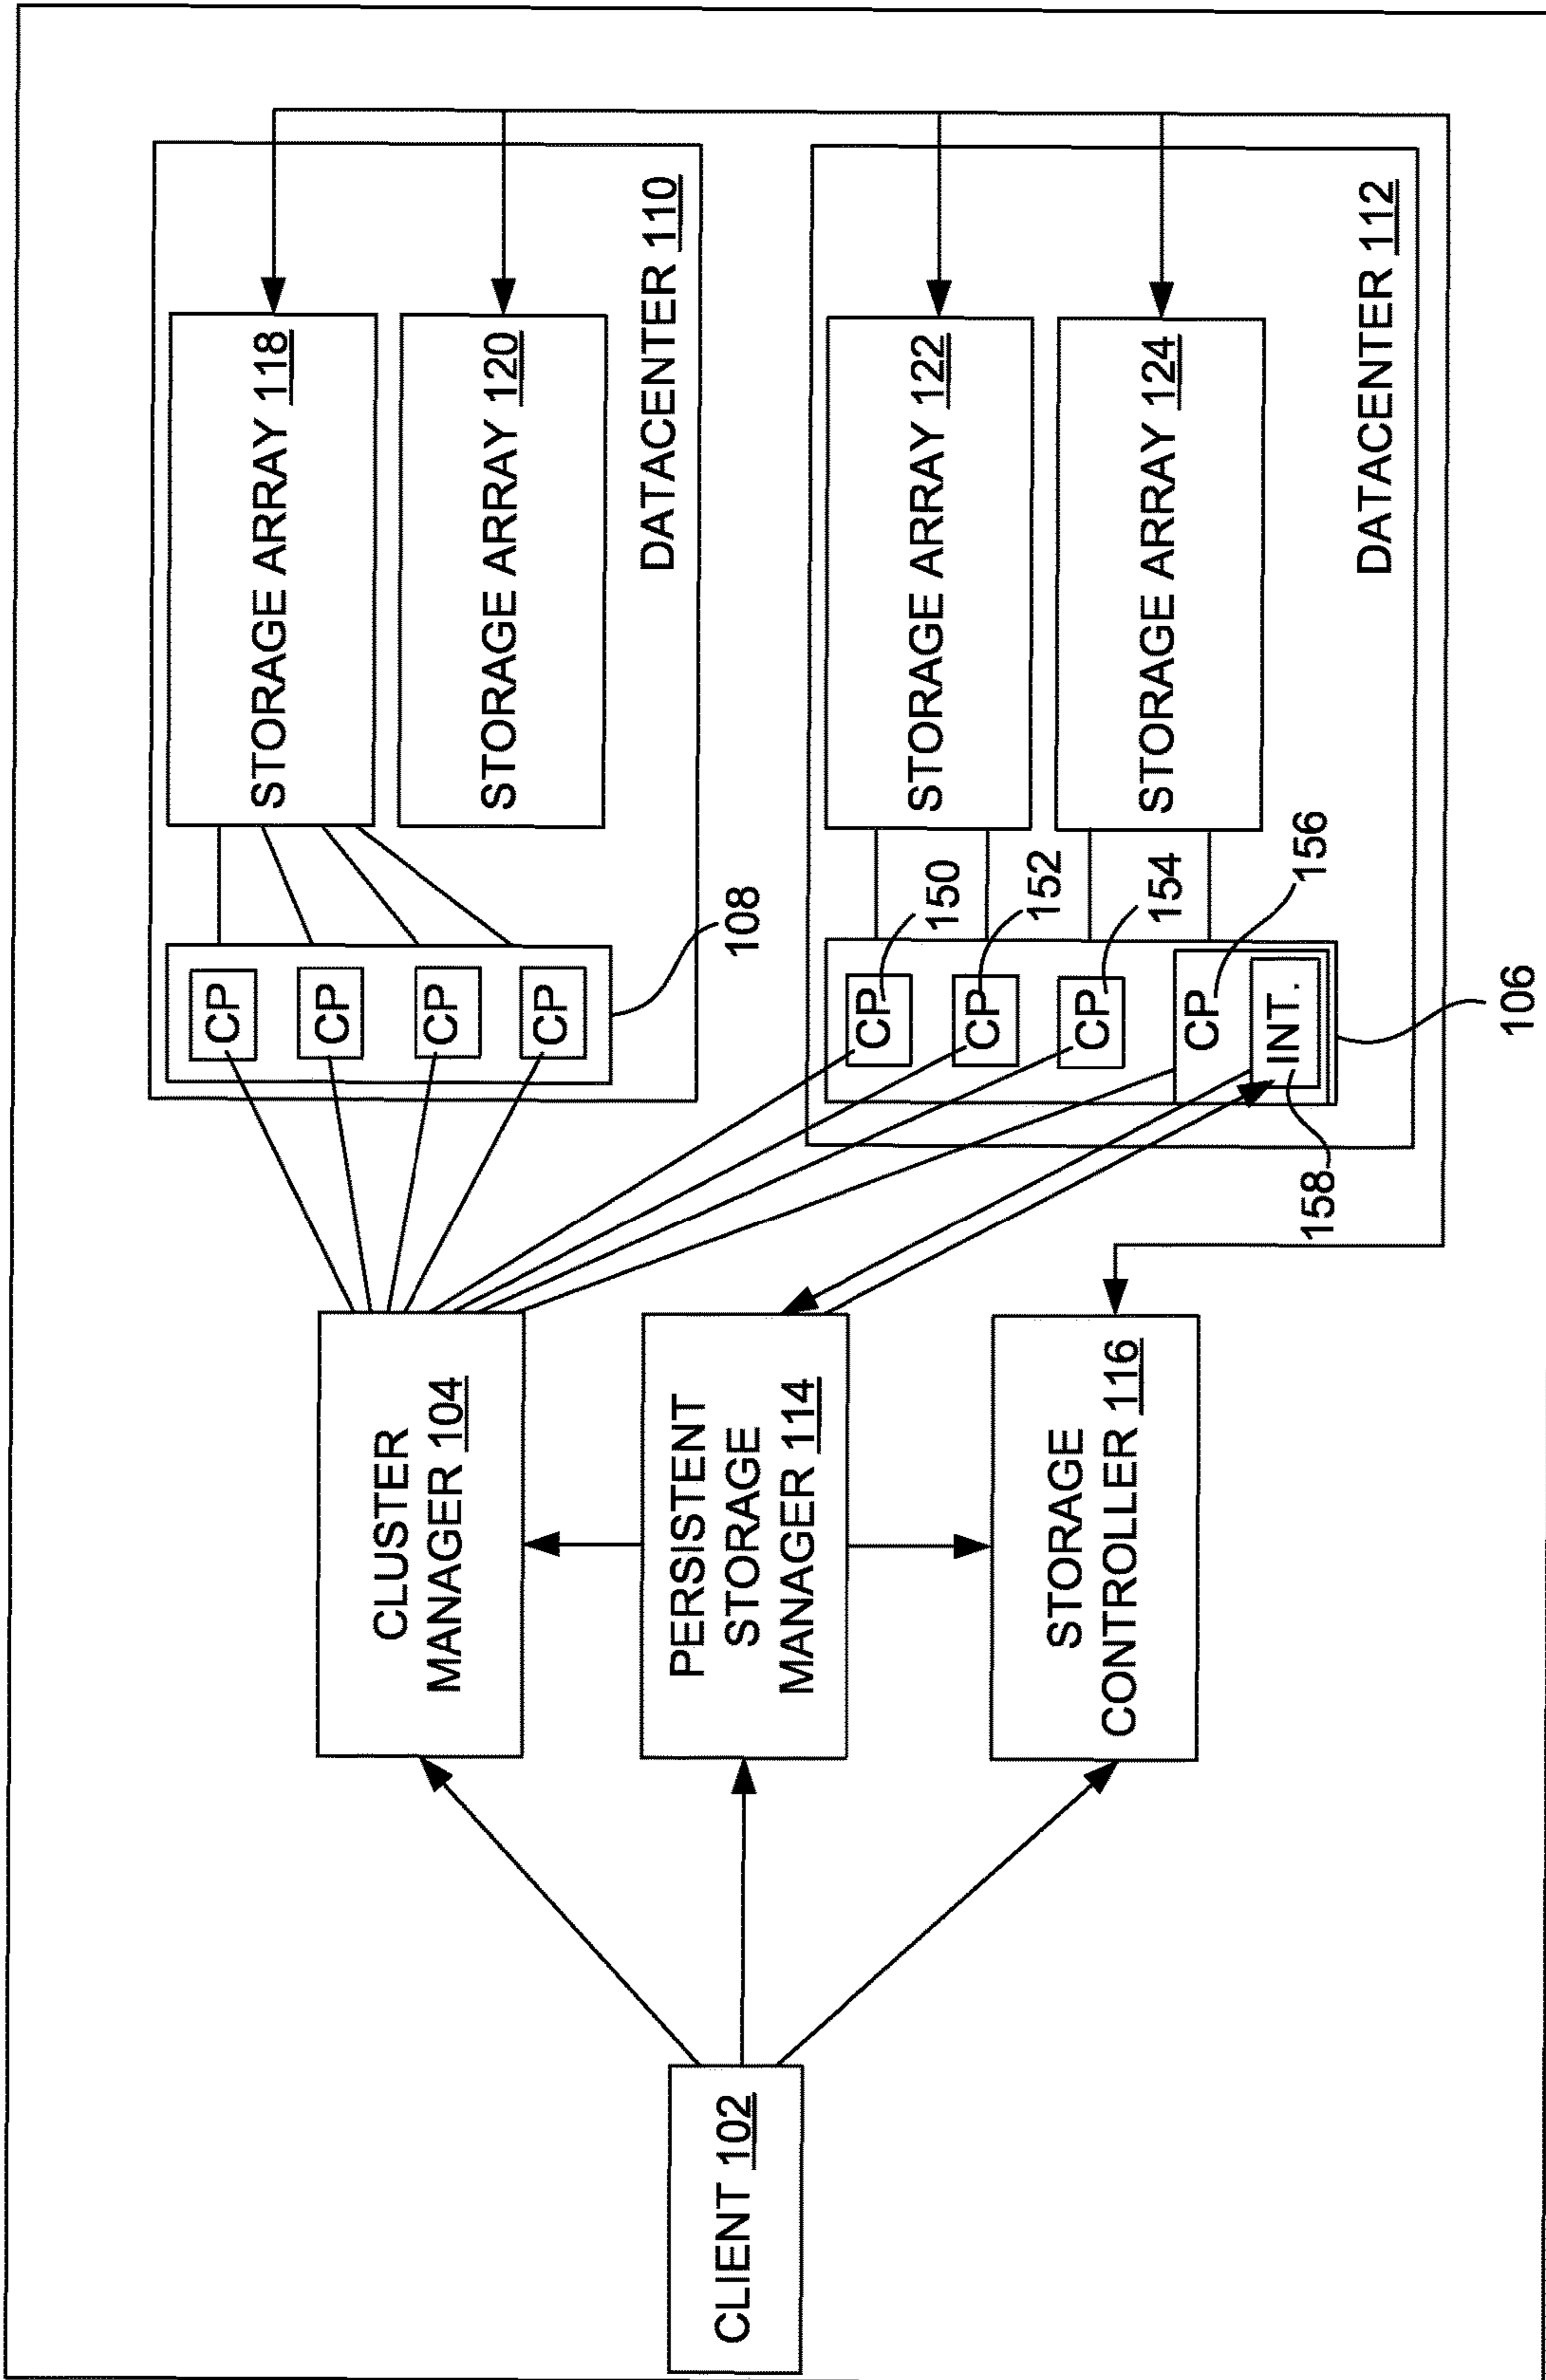 CLIENT 102
CLUSTER
MANAGER 104
PERSISTENT
STORAGE
MANAGER 114
STORAGE
CONTROLLER 116
CP
CP
CP
CP
108
STORAGE ARRAY 118
STORAGE ARRAY 120
DATACENTER 110
CP
CP
CP
CP
INT.
150
152
154
156
158
106
STORAGE ARRAY 122
STORAGE ARRAY 124
DATACENTER 112